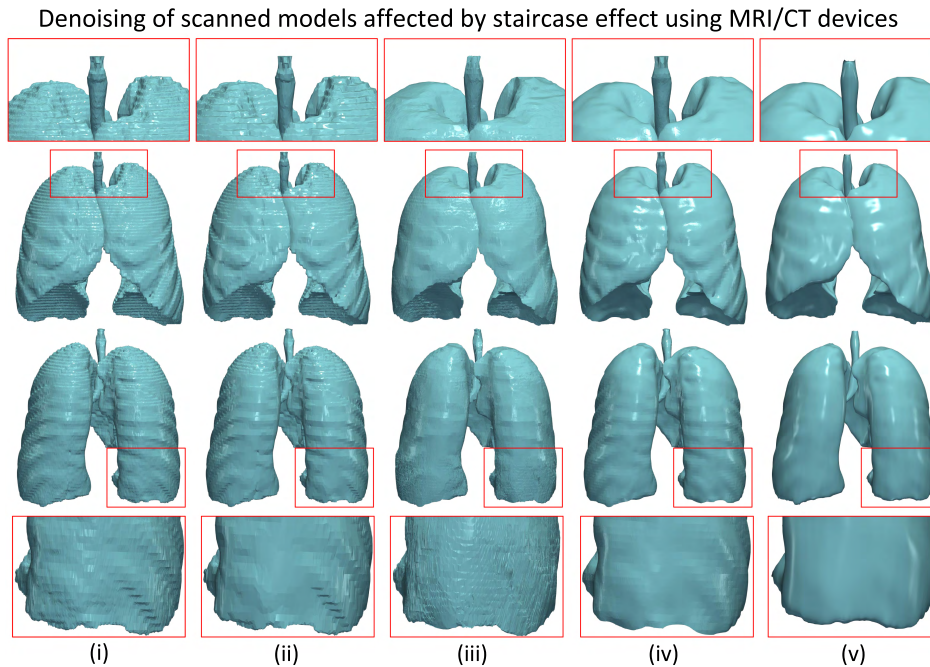 Denoising of scanned models affected by staircase effect using MRI/CT devices
(i) (ii) (iii) (iv) (v)